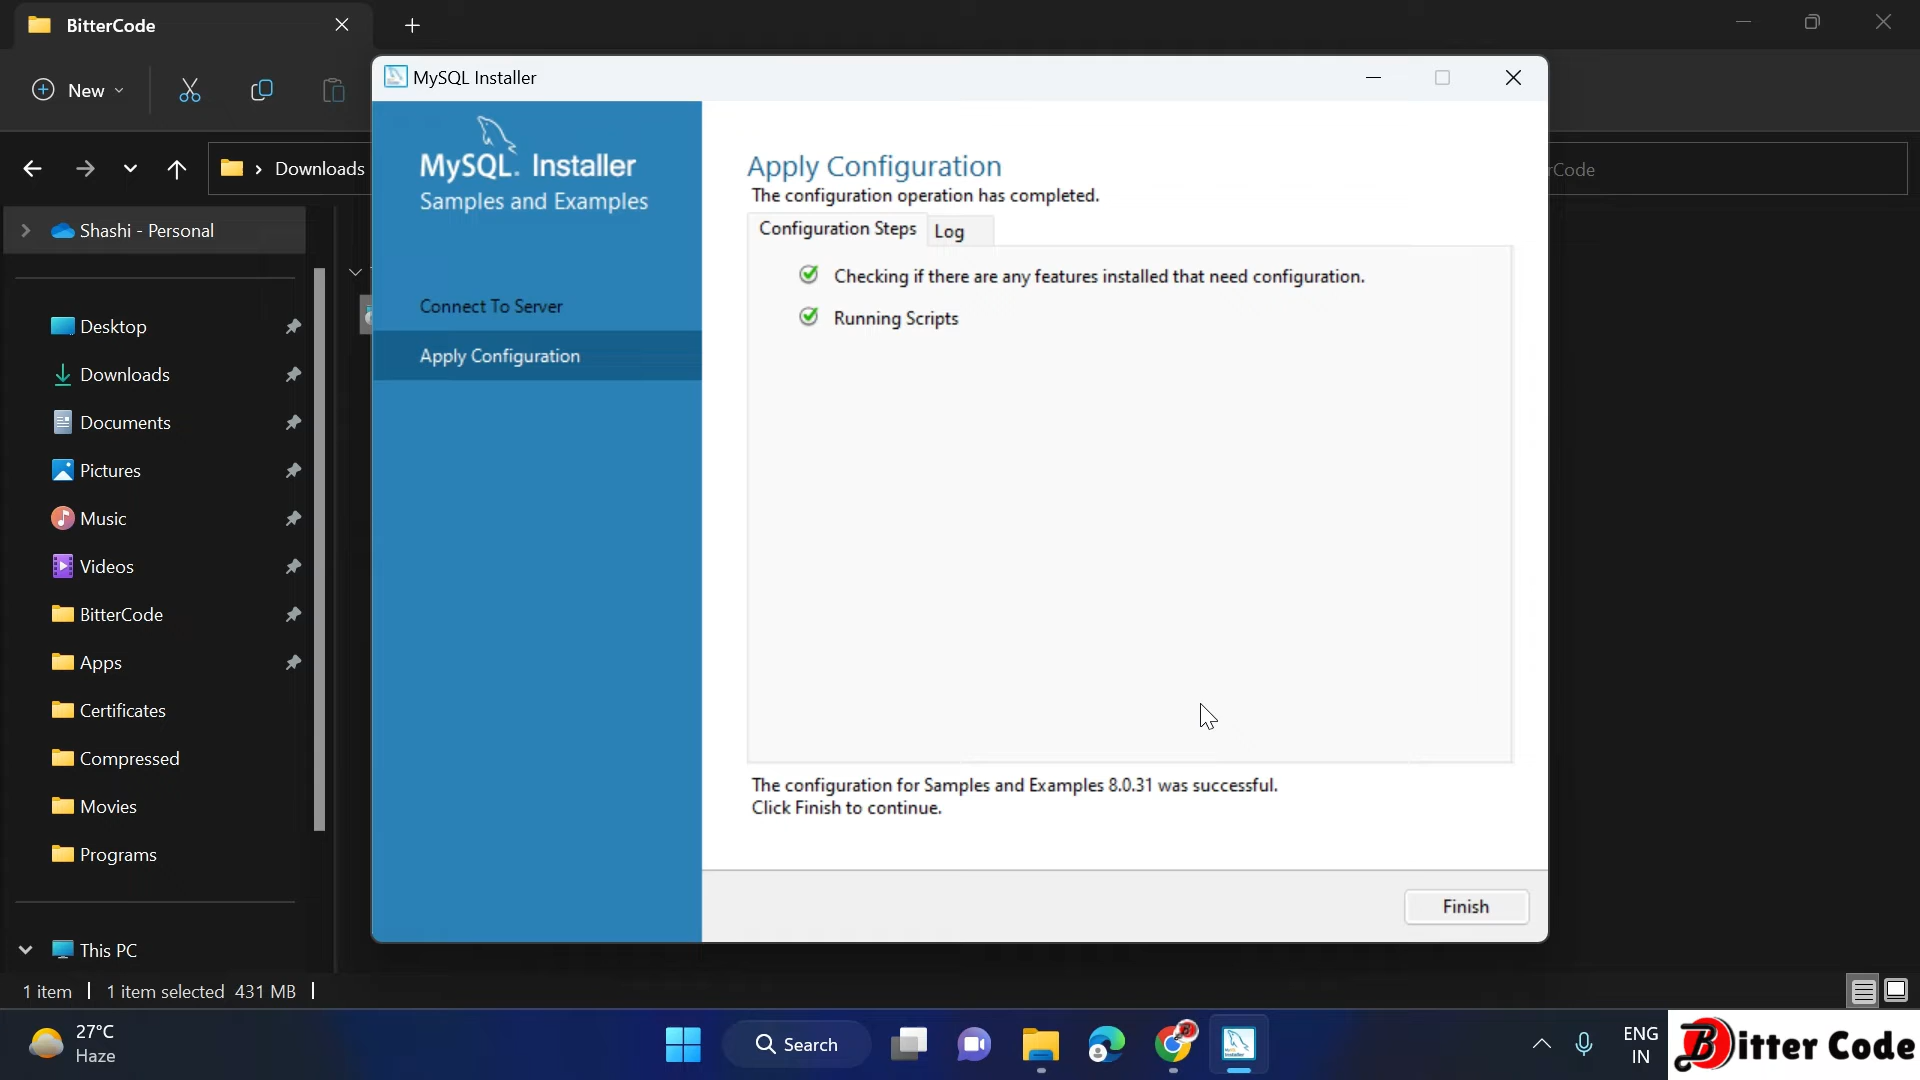 BitterCode
New
MySQL Installer
Downloads
rCode
MySQL. Installer
Samples and Examples
Connect To Server
Apply Configuration
Apply Configuration
The configuration operation has completed.
Configuration Steps
Log
Checking if there are any features installed that need configuration.
Running Scripts
The configuration for Samples and Examples 8.0.31 was successful.
Click Finish to continue.
Finish
Shashi - Personal
Desktop
Downloads
Documents
Pictures
Music
Videos
BitterCode
Apps
Certificates
Compressed
Movies
Programs
This PC
1 item
1 item selected 431 MB
27°C
Haze
Search
ENG
IN
Bitter Code